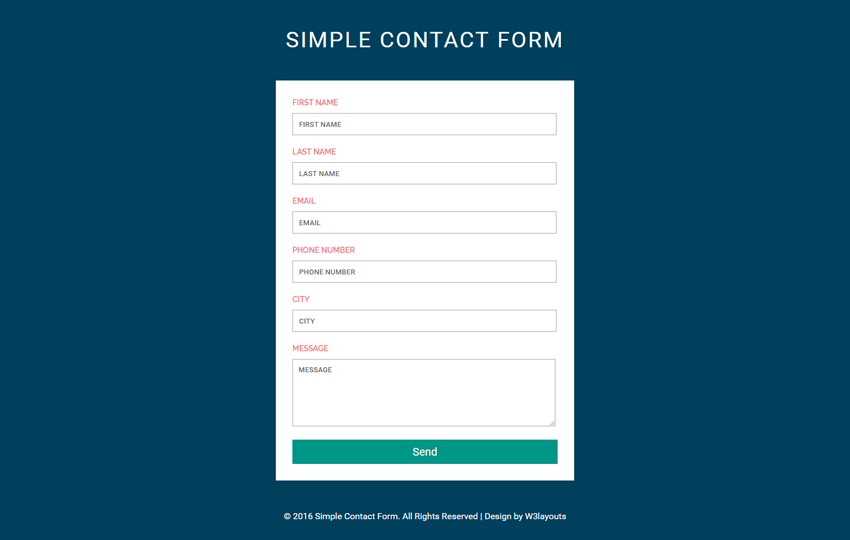 SIMPLE CONTACT FORM
FIRST NAME
FIRST NAME
LAST NAME
LAST NAME
EMAIL
EMAIL
PHONE NUMBER
PHONE NUMBER
CITY
CITY
MESSAGE
MESSAGE
Send
© 2016 Simple Contact Form. All Rights Reserved | Design by W3layouts